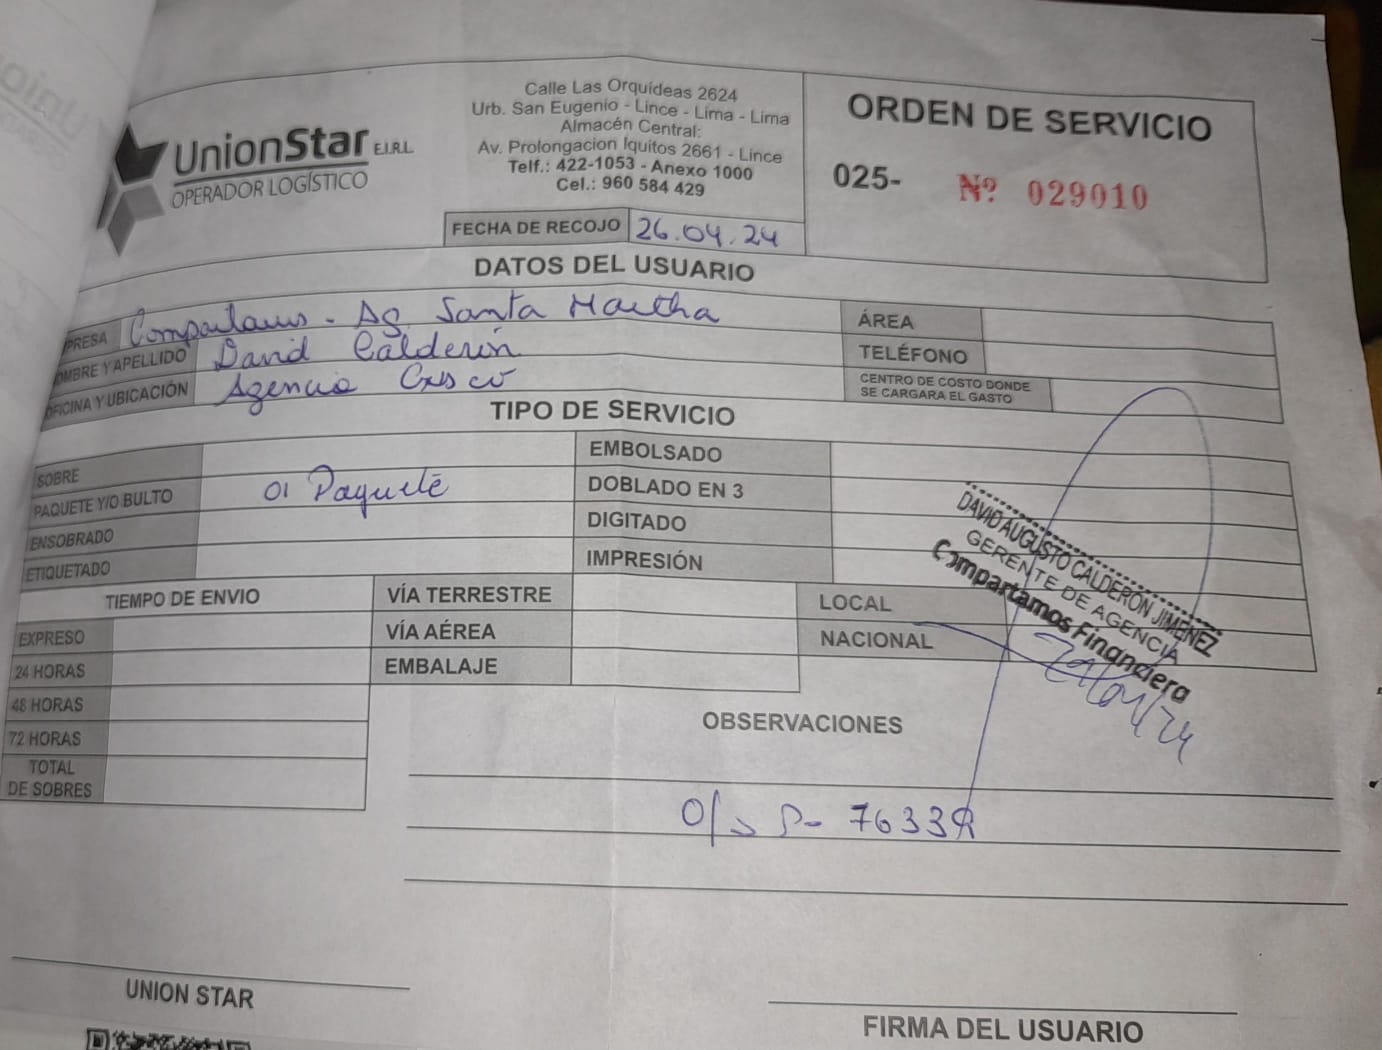 UnionStar E.I.R.L.
OPERADOR LOGÍSTICO
Calle Las Orquídeas 2624
Urb. San Eugenio - Lince - Lima - Lima
Almacén Central:
Av. Prolongacion Iquitos 2661 - Lince
Telf.: 422-1053 - Anexo 1000
Cel.: 960 584 429
FECHA DE RECOJO 26.04.24
ORDEN DE SERVICIO
025- Nº 029010
DATOS DEL USUARIO
PRESA Ag. Santa Martha
OMBRE Y APELLIDO David Calderón
OFICINA Y UBICACIÓN Agencia
ÁREA
TELÉFONO
CENTRO DE COSTO DONDE
SE CARGARA EL GASTO
TIPO DE SERVICIO
SOBRE
PAQUETE Y/O BULTO 01 Paquete
ENSOBRADO
ETIQUETADO
EMBOLSADO
DOBLADO EN 3
DIGITADO
IMPRESIÓN
TIEMPO DE ENVIO
EXPRESO
24 HORAS
48 HORAS
72 HORAS
TOTAL
DE SOBRES
VÍA TERRESTRE
VÍA AÉREA
EMBALAJE
LOCAL
NACIONAL
DAVID AUGUSTO CALDERÓN JIMENEZ
GERENTE DE AGENCIA
Compartamos Financiera
OBSERVACIONES
UNION STAR
FIRMA DEL USUARIO